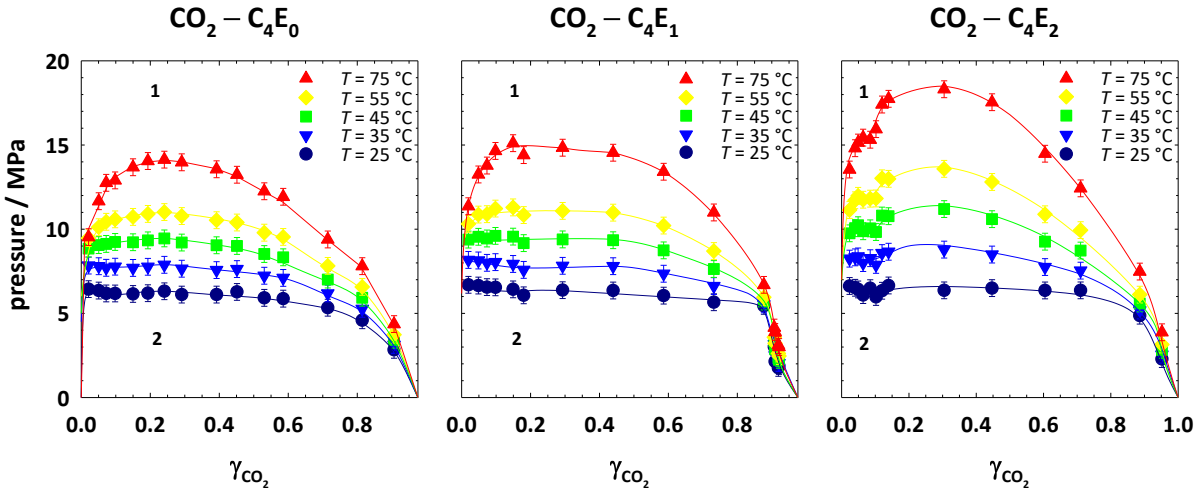 CO₂ – C₄E₀
CO₂ – C₄E₁
CO₂ – C₄E₂
pressure / MPa
20
15
10
5
0
1
T = 75 °C
T = 55 °C
T = 45 °C
T = 35 °C
T = 25 °C
2
0.0 0.2 0.4 0.6 0.8
γCO₂
1
T = 75 °C
T = 55 °C
T = 45 °C
T = 35 °C
T = 25 °C
2
0.0 0.2 0.4 0.6 0.8
γCO₂
1
T = 75 °C
T = 55 °C
T = 45 °C
T = 35 °C
T = 25 °C
2
0.0 0.2 0.4 0.6 0.8 1.0
γCO₂